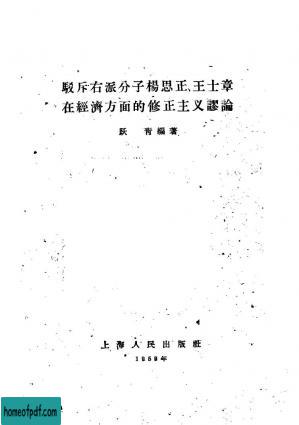 駁斥右派分子楊思正、王士章
在經濟方面的修正主义謬論
跃青編著
上海人民出版社
1958年
homeofpdf.com